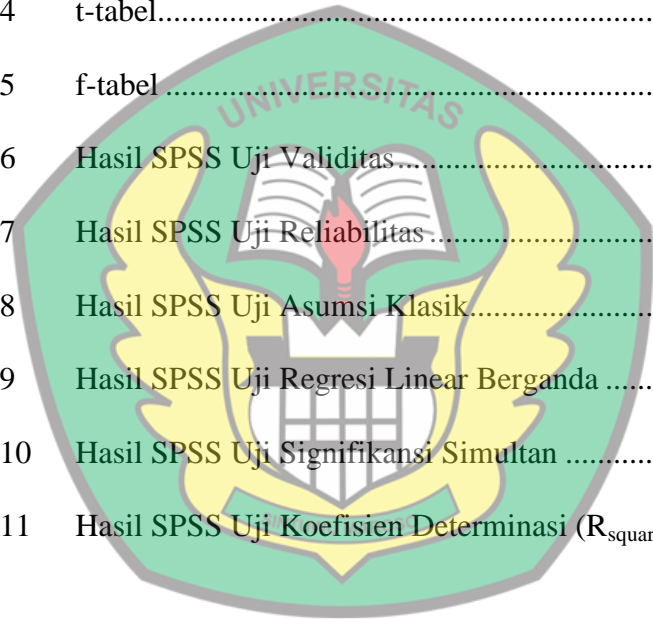 4 t-tabel..............................................................
5 f-tabel.............................................................
UNIVERSITAS
6 Hasil SPSS Uji Validitas................................
7 Hasil SPSS Uji Reliabilitas............................
8 Hasil SPSS Uji Asumsi Klasik.......................
9 Hasil SPSS Uji Regresi Linear Berganda ......
10 Hasil SPSS Uji Signifikansi Simultan ...........
11 Hasil SPSS Uji Koefisien Determinasi (Rsquar